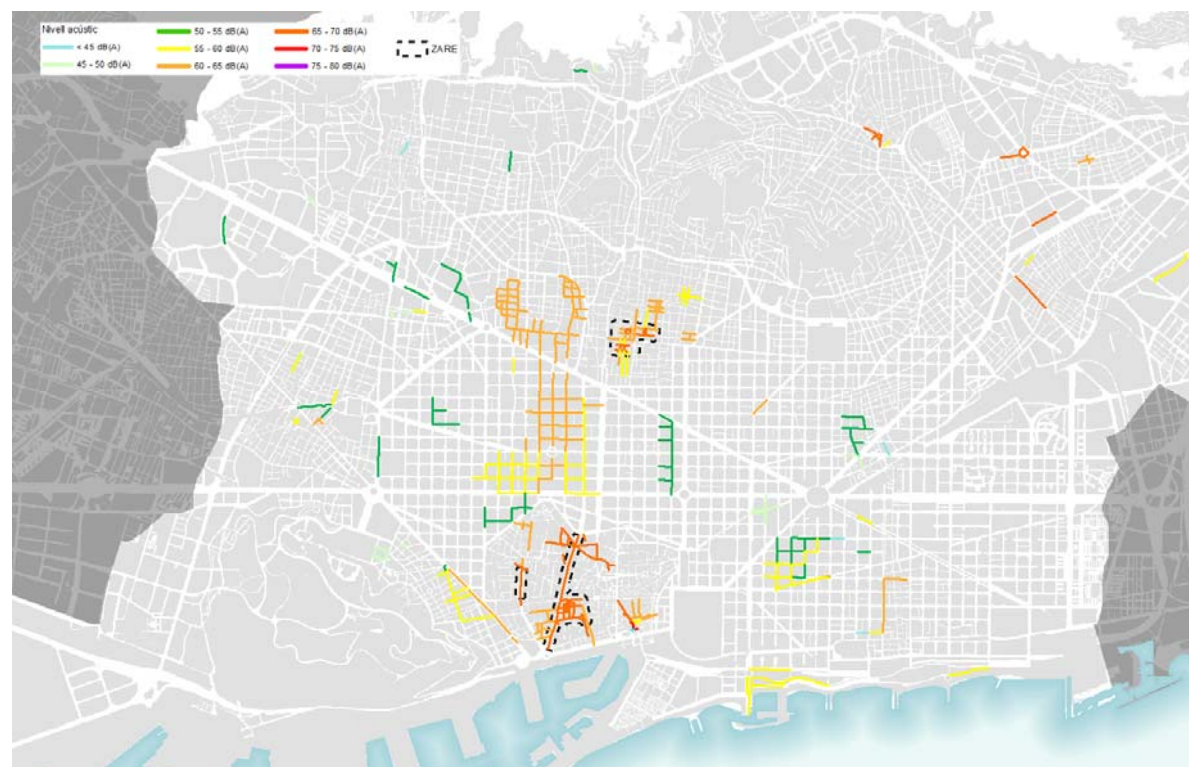 Nivell acústic
< 45 dB(A)
45 - 50 dB(A)
50 - 55 dB(A)
55 - 60 dB(A)
60 - 65 dB(A)
65 - 70 dB(A)
70 - 75 dB(A)
75 - 80 dB(A)
ZARE